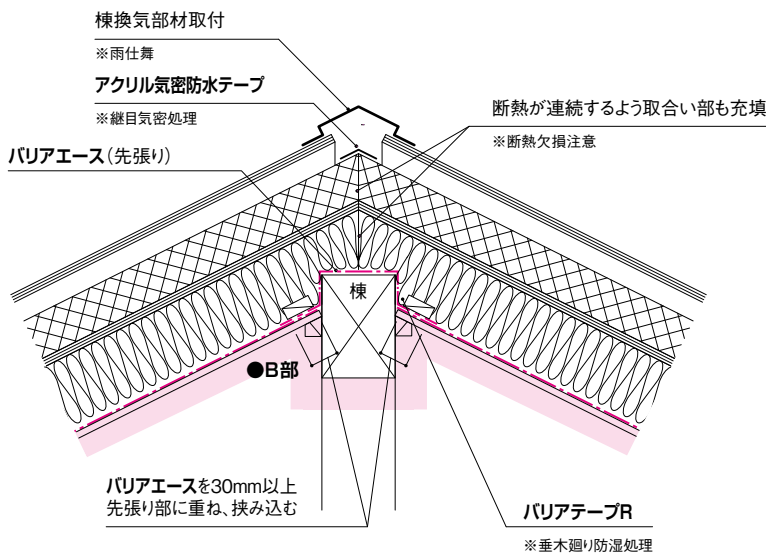 棟換気部材取付
※雨仕舞
アクリル気密防水テープ
※継目気密処理
バリアエース(先張り)
断熱が連続するよう取合い部も充填
※断熱欠損注意
棟
●B部
バリアエースを30mm以上
先張り部に重ね、挟み込む
バリアテープR
※垂木廻り防湿処理